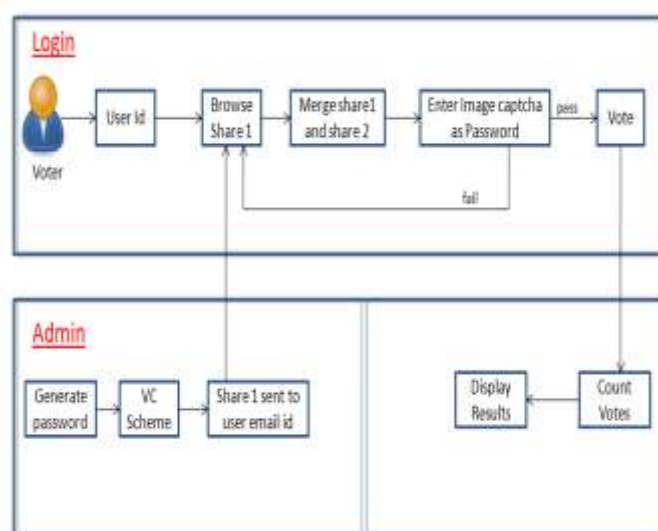 Login
Voter
User Id
Browse
Share 1
Merge share1
and share 2
Enter Image captcha
as Password
pass
Vote
fail
Admin
Generate
password
VC
Scheme
Share 1 sent to
user email id
Display
Results
Count
Votes